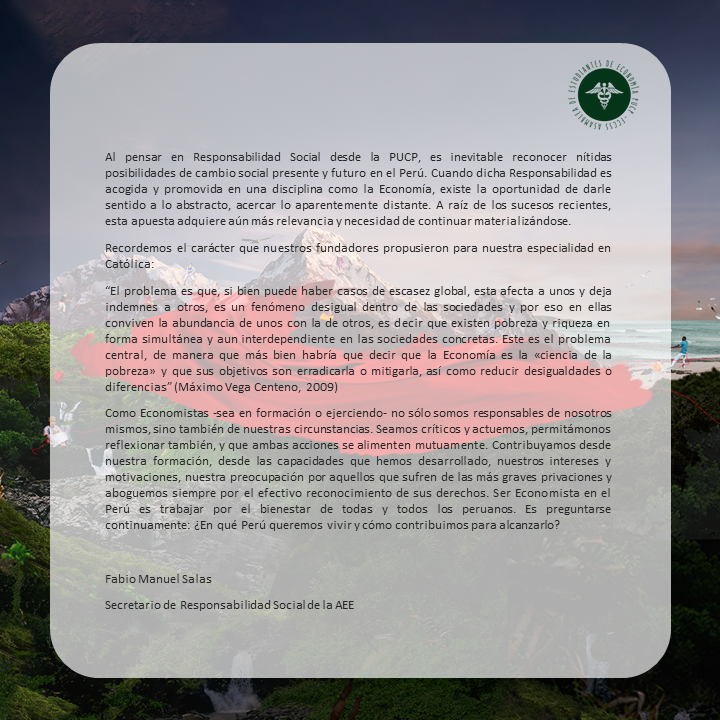 ASAMBLEA DE ESTUDIANTES DE ECONOMÍA PUCP - EECCSS
Al pensar en Responsabilidad Social desde la PUCP, es inevitable reconocer nítidas
posibilidades de cambio social presente y futuro en el Perú. Cuando dicha Responsabilidad es
acogida y promovida en una disciplina como la Economía, existe la oportunidad de darle
sentido a lo abstracto, acercar lo aparentemente distante. A raíz de los sucesos recientes,
esta apuesta adquiere aún más relevancia y necesidad de continuar materializándose.
Recordemos el carácter que nuestros fundadores propusieron para nuestra especialidad en
Católica:
“El problema es que, si bien puede haber casos de escasez global, esta afecta a unos y deja
indemnes a otros, es un fenómeno desigual dentro de las sociedades y por eso en ellas
conviven la abundancia de unos con la de otros, es decir que existen pobreza y riqueza en
forma simultánea y aun interdependiente en las sociedades concretas. Este es el problema
central, de manera que más bien habría que decir que la Economía es la «ciencia de la
pobreza» y que sus objetivos son erradicarla o mitigarla, así como reducir desigualdades o
diferencias” (Máximo Vega Centeno, 2009)
Como Economistas -sea en formación o ejerciendo- no sólo somos responsables de nosotros
mismos, sino también de nuestras circunstancias. Seamos críticos y actuemos, permitámonos
reflexionar también, y que ambas acciones se alimenten mutuamente. Contribuyamos desde
nuestra formación, desde las capacidades que hemos desarrollado, nuestros intereses y
motivaciones, nuestra preocupación por aquellos que sufren de las más graves privaciones y
aboguemos siempre por el efectivo reconocimiento de sus derechos. Ser Economista en el
Perú es trabajar por el bienestar de todas y todos los peruanos. Es preguntarse
continuamente: ¿En qué Perú queremos vivir y cómo contribuimos para alcanzarlo?
Fabio Manuel Salas
Secretario de Responsabilidad Social de la AEE